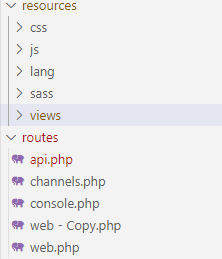 resources
css
js
lang
sass
views
routes
api.php
channels.php
console.php
web - Copy.php
web.php